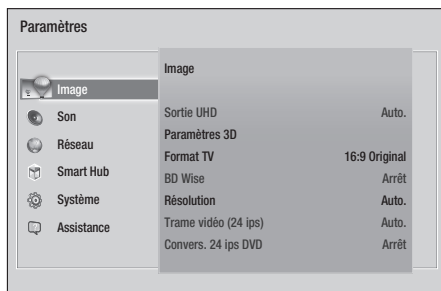 Paramètres
Image
Son
Réseau
Smart Hub
Système
Assistance
Image
Sortie UHD Auto.
Paramètres 3D
Format TV 16:9 Original
BD Wise Arrêt
Résolution Auto.
Trame vidéo (24 ips) Auto.
Convers. 24 ips DVD Arrêt